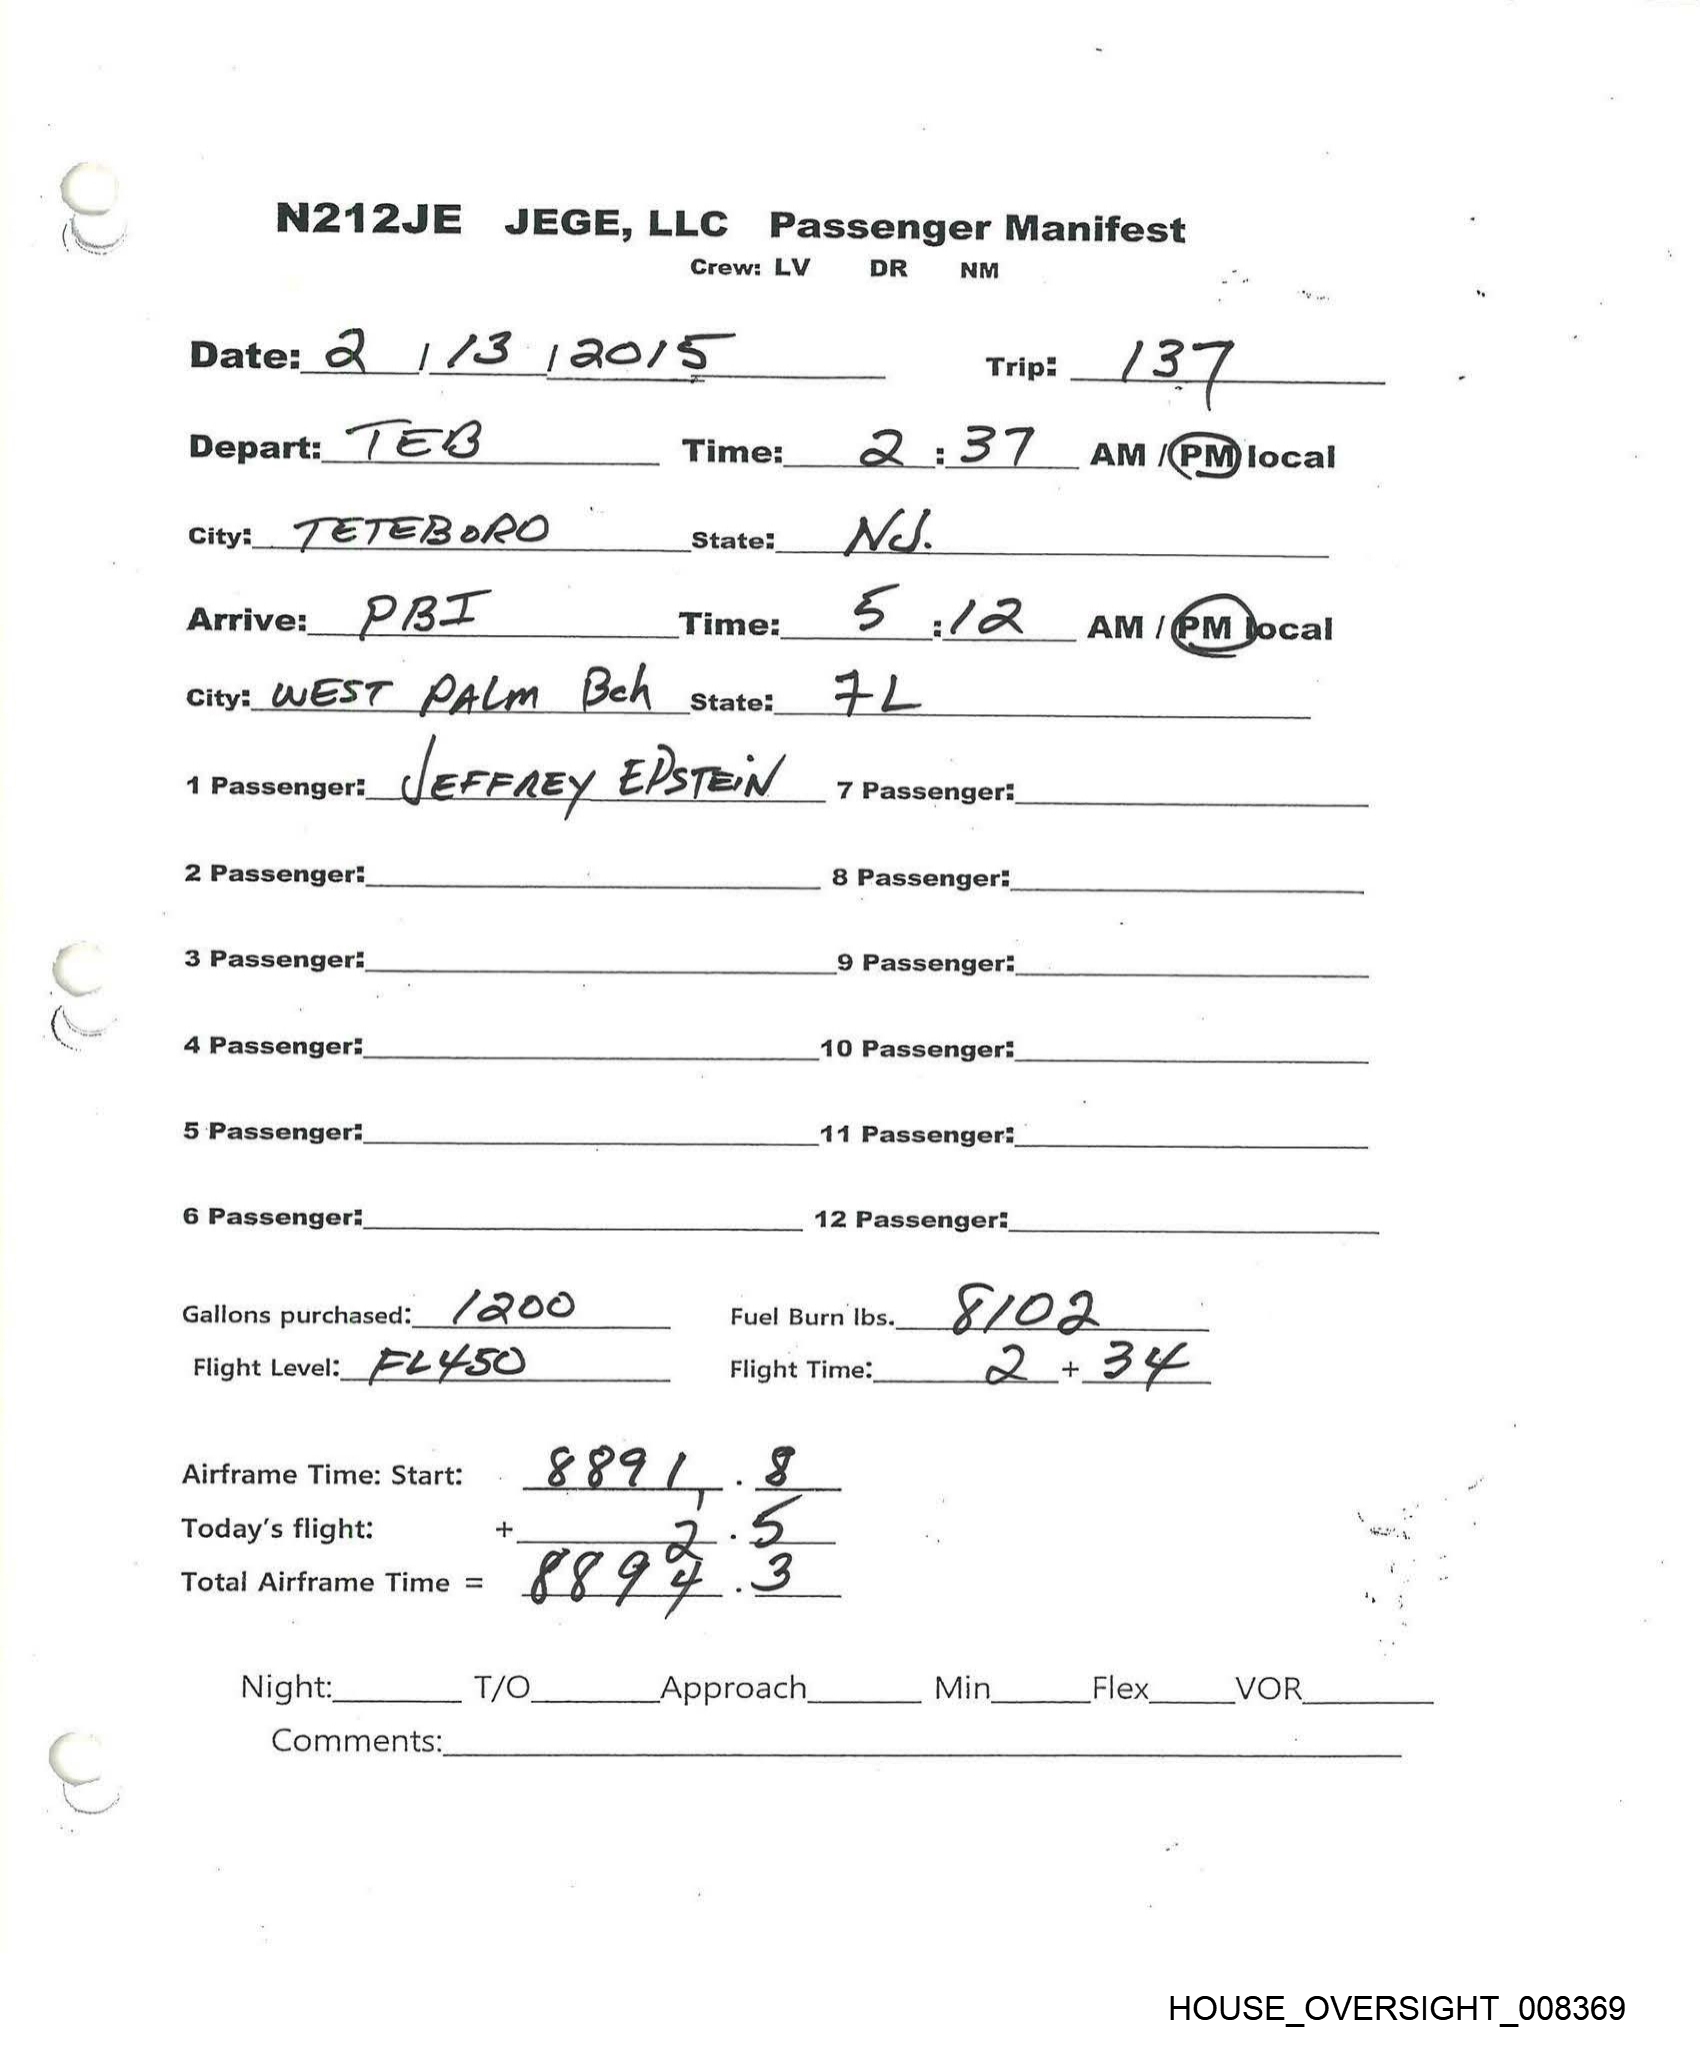 N212JE JEGE, LLC Passenger Manifest
Crew: LV DR NM
Date: 2 / 13 / 2015 Trip: 137
Depart: TEB Time: 2 : 37 AM / PM local
City: TETEBORO State: NJ.
Arrive: PBI Time: 5 : 12 AM / PM local
City: WEST PALM Bch State: FL
1 Passenger: JEFFREY EPSTEIN 7 Passenger:
2 Passenger: 8 Passenger:
3 Passenger: 9 Passenger:
4 Passenger: 10 Passenger:
5 Passenger: 11 Passenger:
6 Passenger: 12 Passenger:
Gallons purchased: 1200 Fuel Burn lbs. 8102
Flight Level: FL450 Flight Time: 2 + 34
Airframe Time: Start: 8891 . 8
Today's flight: + 2 . 5
Total Airframe Time = 8894 . 3
Night: T/O Approach Min Flex VOR
Comments:
HOUSE_OVERSIGHT_008369